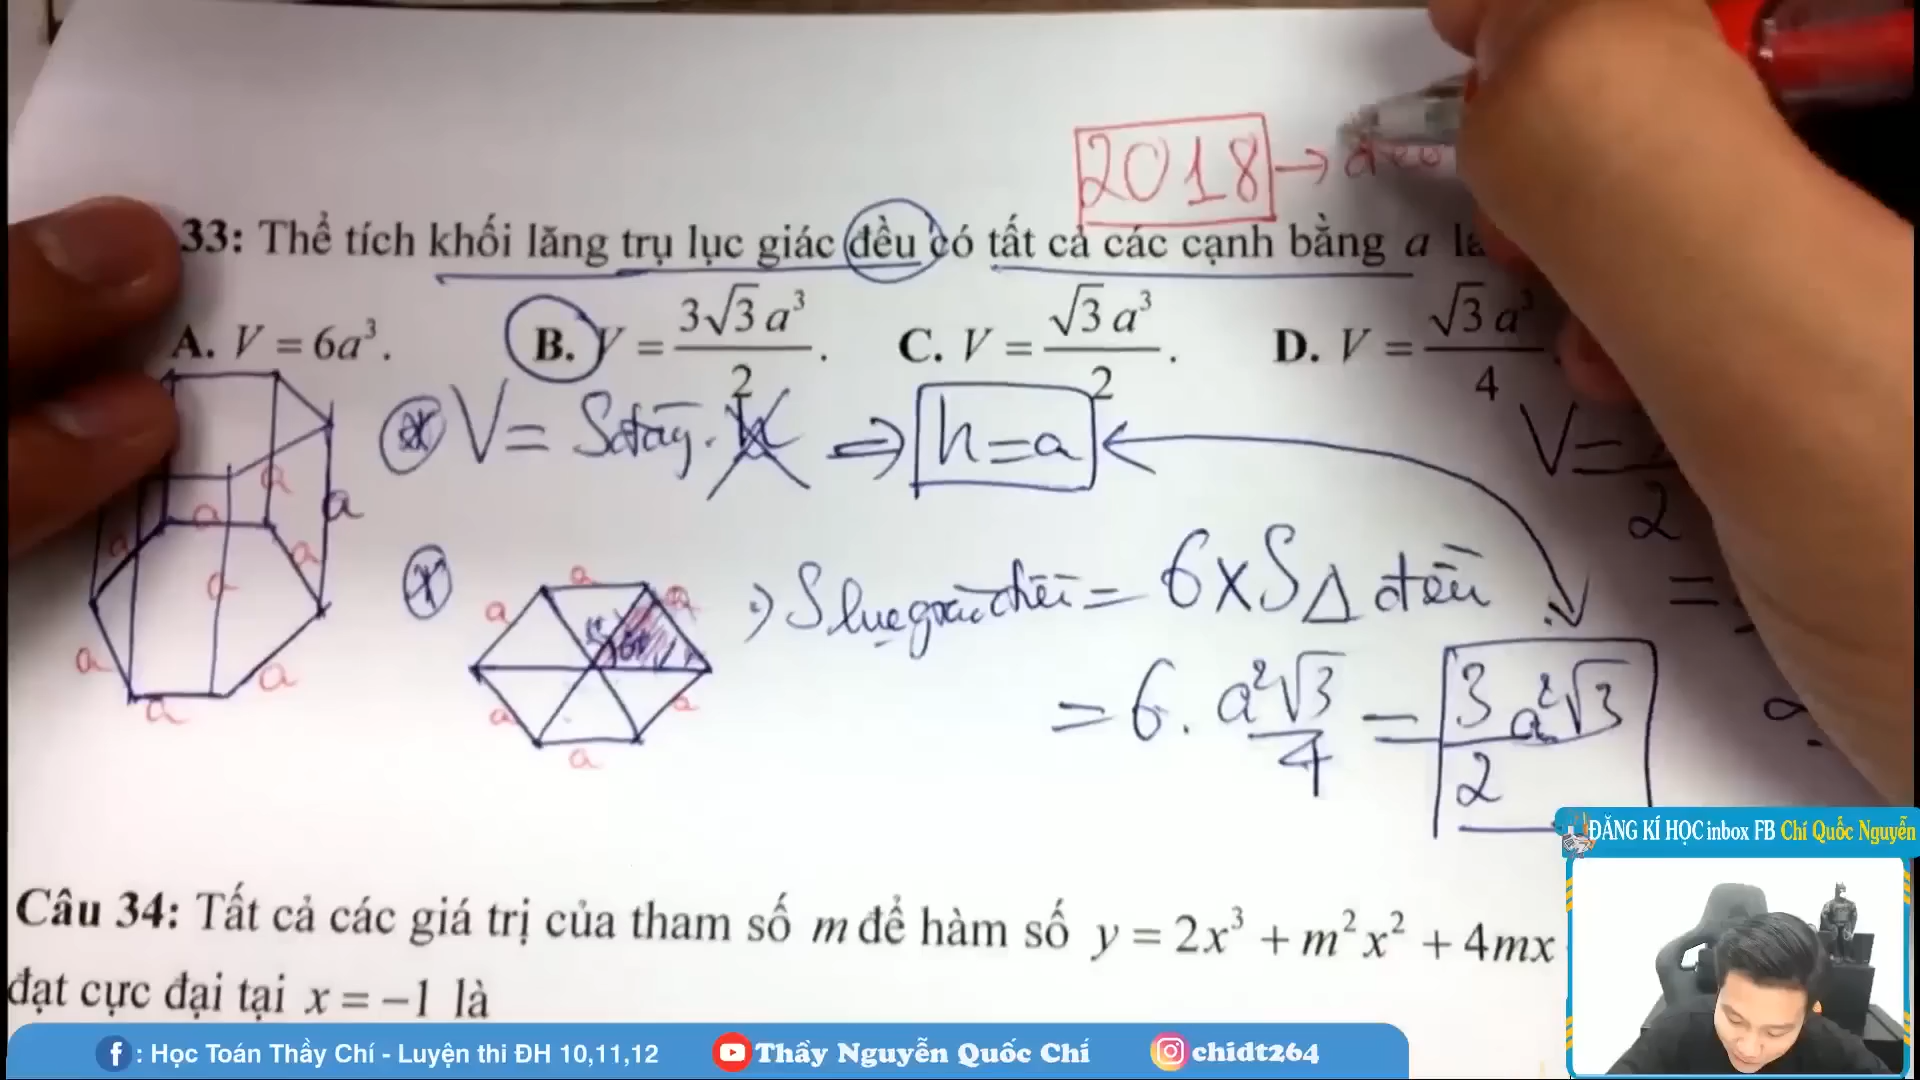 2018 →
33: Thể tích khối lăng trụ lục giác đều có tất cả các cạnh bằng a
A. V = 6a³. B. V = 3√3 a³ / 2 . C. V = √3 a³ / 2 . D. V = √3 a³ / 4
V = Sđáy . h ⇒ h = a
V =
2
=
S lục giác đều = 6 x S Δ đều
= 6 . a²√3 / 4 = 3a²√3 / 2
a
a
a
a
a
a
a
a
a
a
a
a
a
Câu 34: Tất cả các giá trị của tham số m để hàm số y = 2x³ + m²x² + 4mx
đạt cực đại tại x = −1 là
ĐĂNG KÍ HỌC inbox FB Chí Quốc Nguyễn
f : Học Toán Thầy Chí - Luyện thi ĐH 10,11,12 Thầy Nguyễn Quốc Chí chidt264